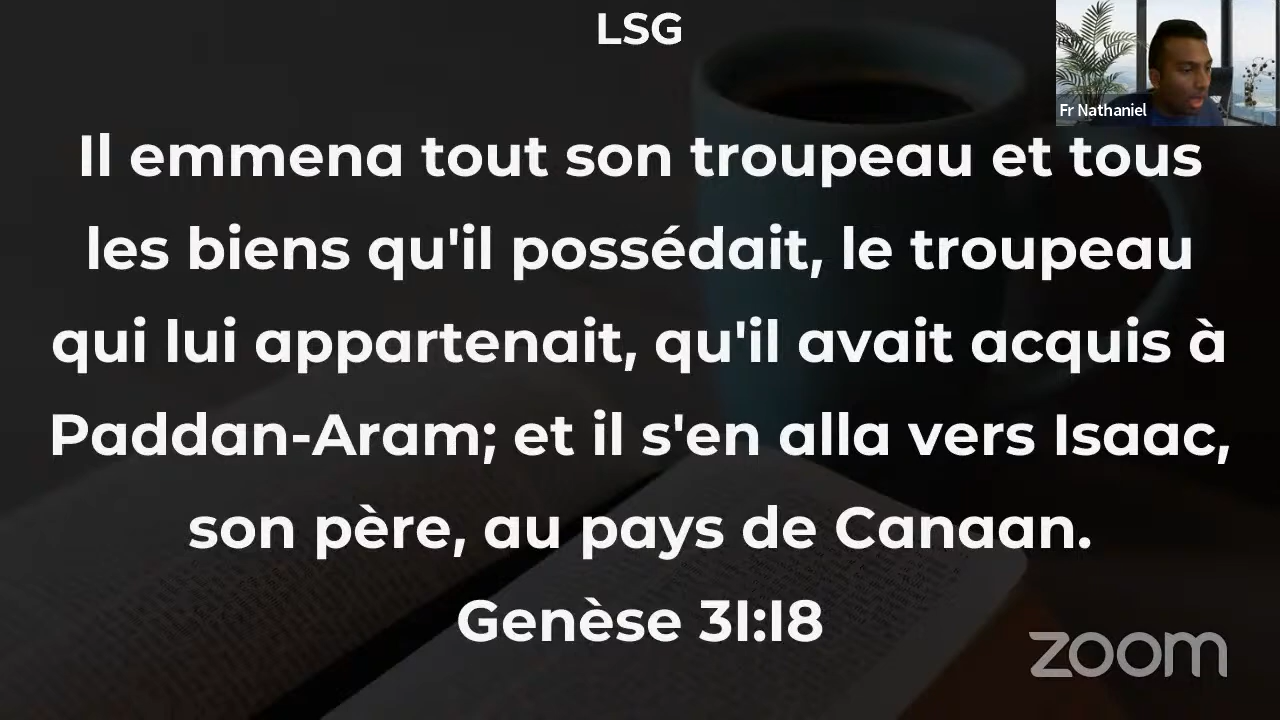 LSG
Fr Nathaniel
Il emmena tout son troupeau et tous
les biens qu'il possédait, le troupeau
qui lui appartenait, qu'il avait acquis à
Paddan-Aram; et il s'en alla vers Isaac,
son père, au pays de Canaan.
Genèse 31:18
zoom